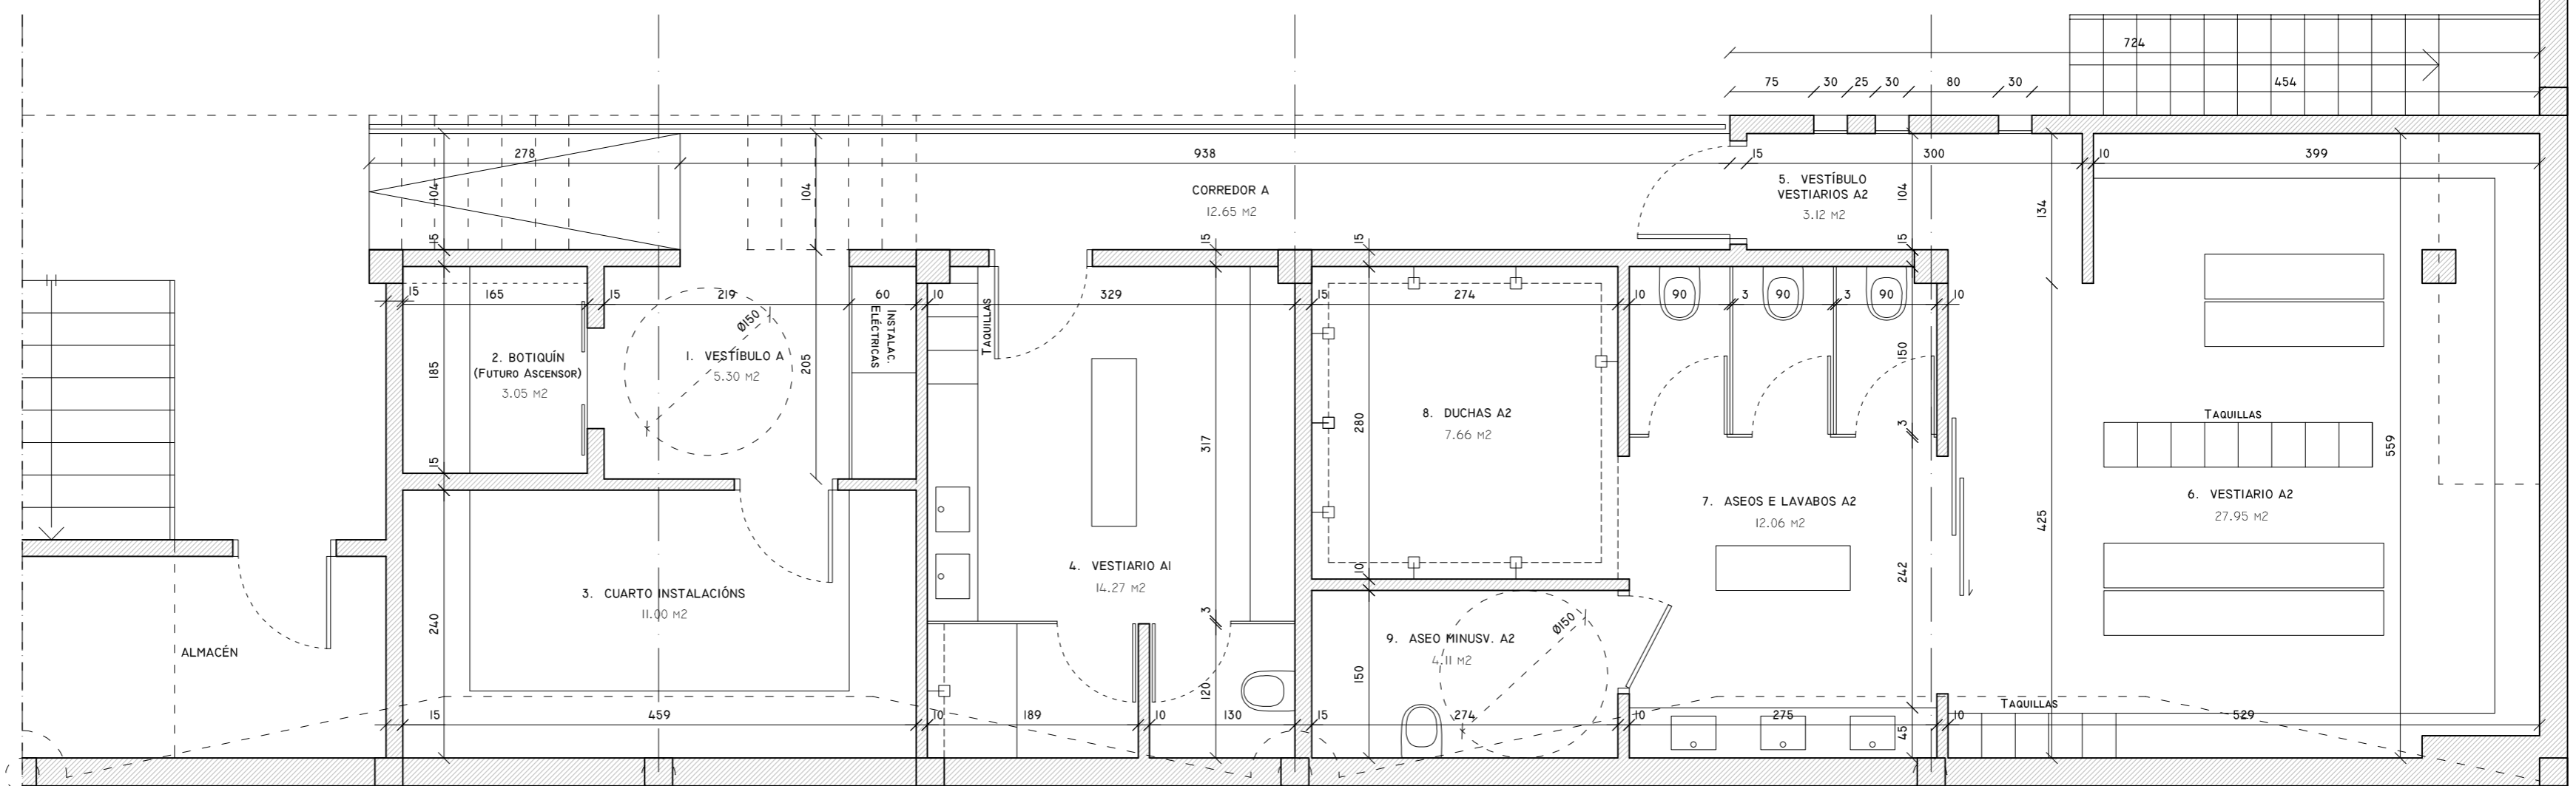 724
75 30 25 30 80 30 454
278 938 15 300 10 399
104 104 104 134
CORREDOR A
12.65 M2
5. VESTÍBULO
VESTIARIOS A2
3.12 M2
15 15 15 15
15 165 15 219 60 10 329 15 274 10 90 3 90 3 90 10
INSTALAC.
ELÉCTRICAS
TAQUILLAS
Ø150
2. BOTIQUÍN
(FUTURO ASCENSOR)
3.05 M2
1. VESTÍBULO A
5.30 M2
185 205 150
8. DUCHAS A2
7.66 M2
280 317 3
TAQUILLAS
559
15
6. VESTIARIO A2
27.95 M2
7. ASEOS E LAVABOS A2
12.06 M2
425
4. VESTIARIO A1
14.27 M2
10 242
3. CUARTO INSTALACIÓNS
11.00 M2
240 3
Ø150
9. ASEO MINUSV. A2
4.11 M2
ALMACÉN
120 150
TAQUILLAS
15 459 10 189 10 130 15 274 10 275 10 529
45